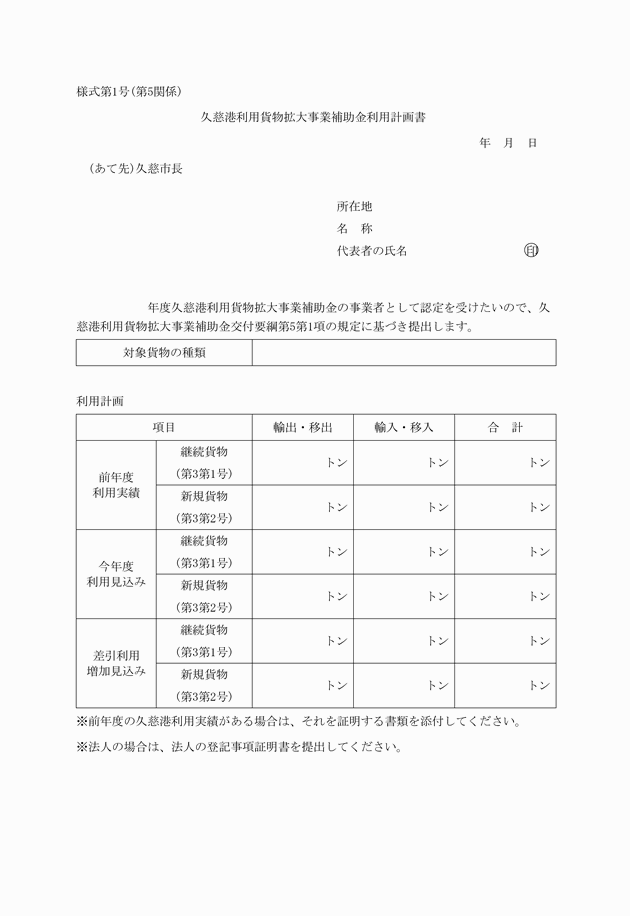 様式第1号(第5関係)
久慈港利用貨物拡大事業補助金利用計画書
年　月　日
(あて先)久慈市長
所在地
名　称
代表者の氏名　㊞
年度久慈港利用貨物拡大事業補助金の事業者として認定を受けたいので、久
慈港利用貨物拡大事業補助金交付要綱第5第1項の規定に基づき提出します。
対象貨物の種類
利用計画
項目　輸出・移出　輸入・移入　合　計
前年度
利用実績
継続貨物
(第3第1号)
トン　トン　トン
新規貨物
(第3第2号)
トン　トン　トン
今年度
利用見込み
継続貨物
(第3第1号)
トン　トン　トン
新規貨物
(第3第2号)
トン　トン　トン
差引利用
増加見込み
継続貨物
(第3第1号)
トン　トン　トン
新規貨物
(第3第2号)
トン　トン　トン
※前年度の久慈港利用実績がある場合は、それを証明する書類を添付してください。
※法人の場合は、法人の登記事項証明書を提出してください。